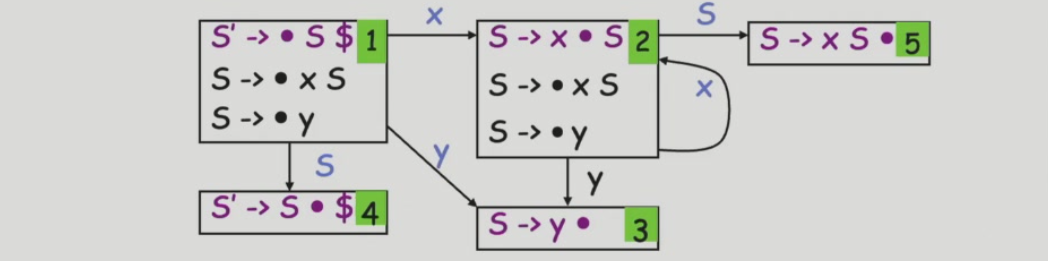 S' -> • S $ 1
S -> • x S
S -> • y
x
S -> x • S 2
S -> • x S
S -> • y
S
S -> x S • 5
x
S
y
y
S' -> S • $ 4
S -> y • 3